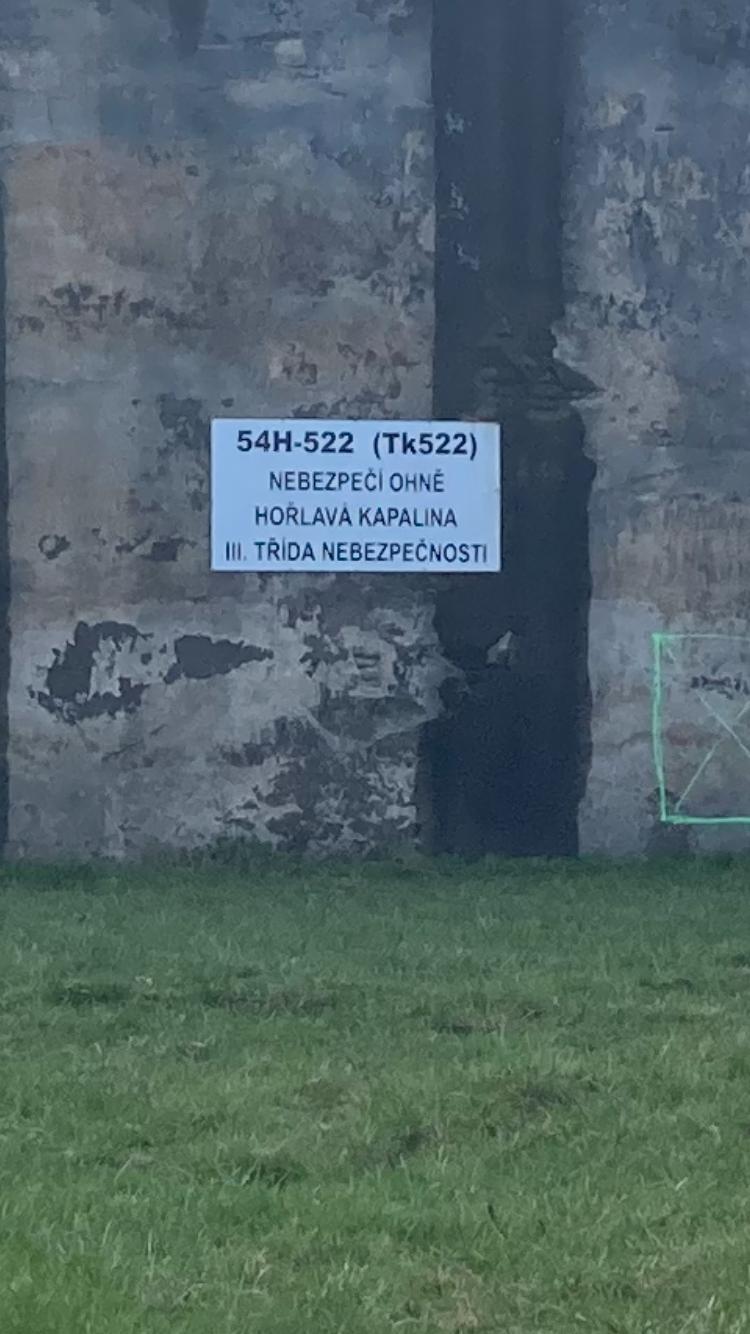 54H-522 (Tk522)
NEBEZPEČÍ OHNĚ
HOŘLAVÁ KAPALINA
III. TŘÍDA NEBEZPEČNOSTI